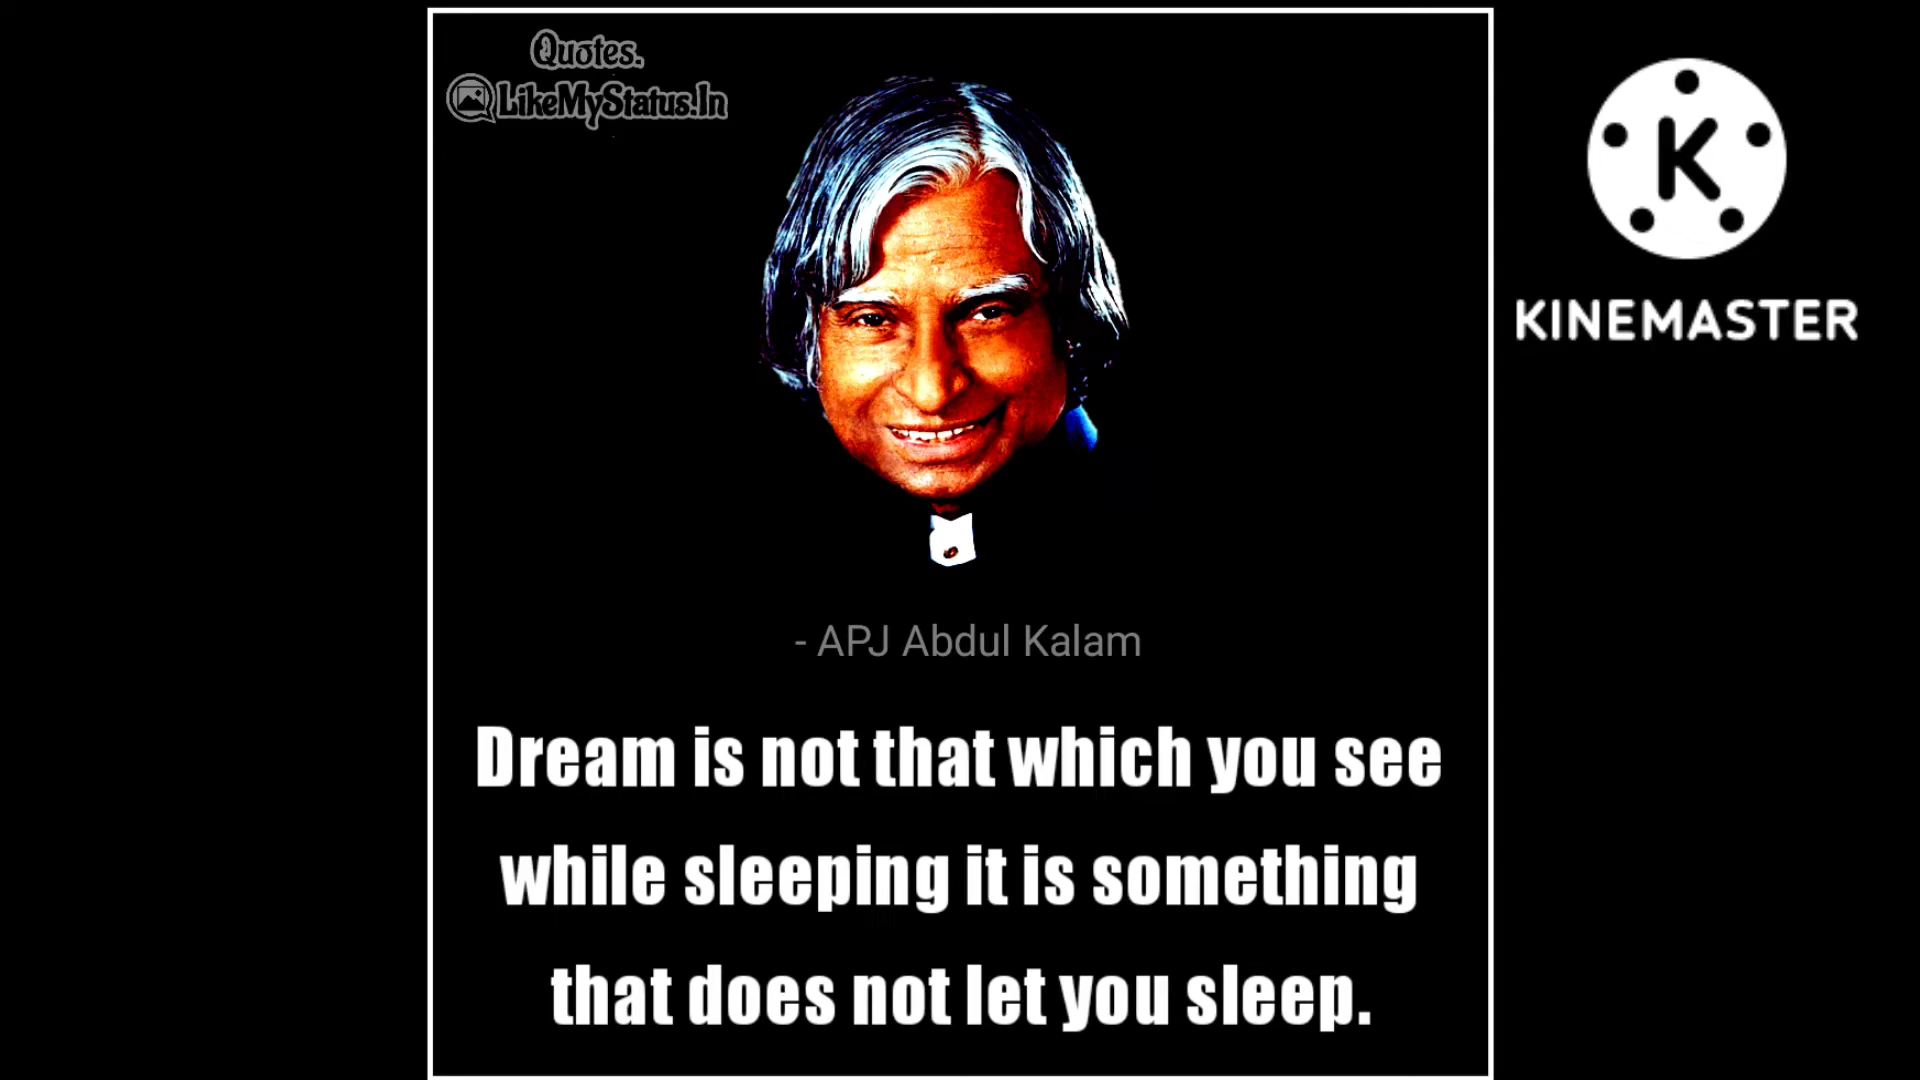 Quotes.
LikeMyStatus.In
K
KINEMASTER
- APJ Abdul Kalam
Dream is not that which you see
while sleeping it is something
that does not let you sleep.